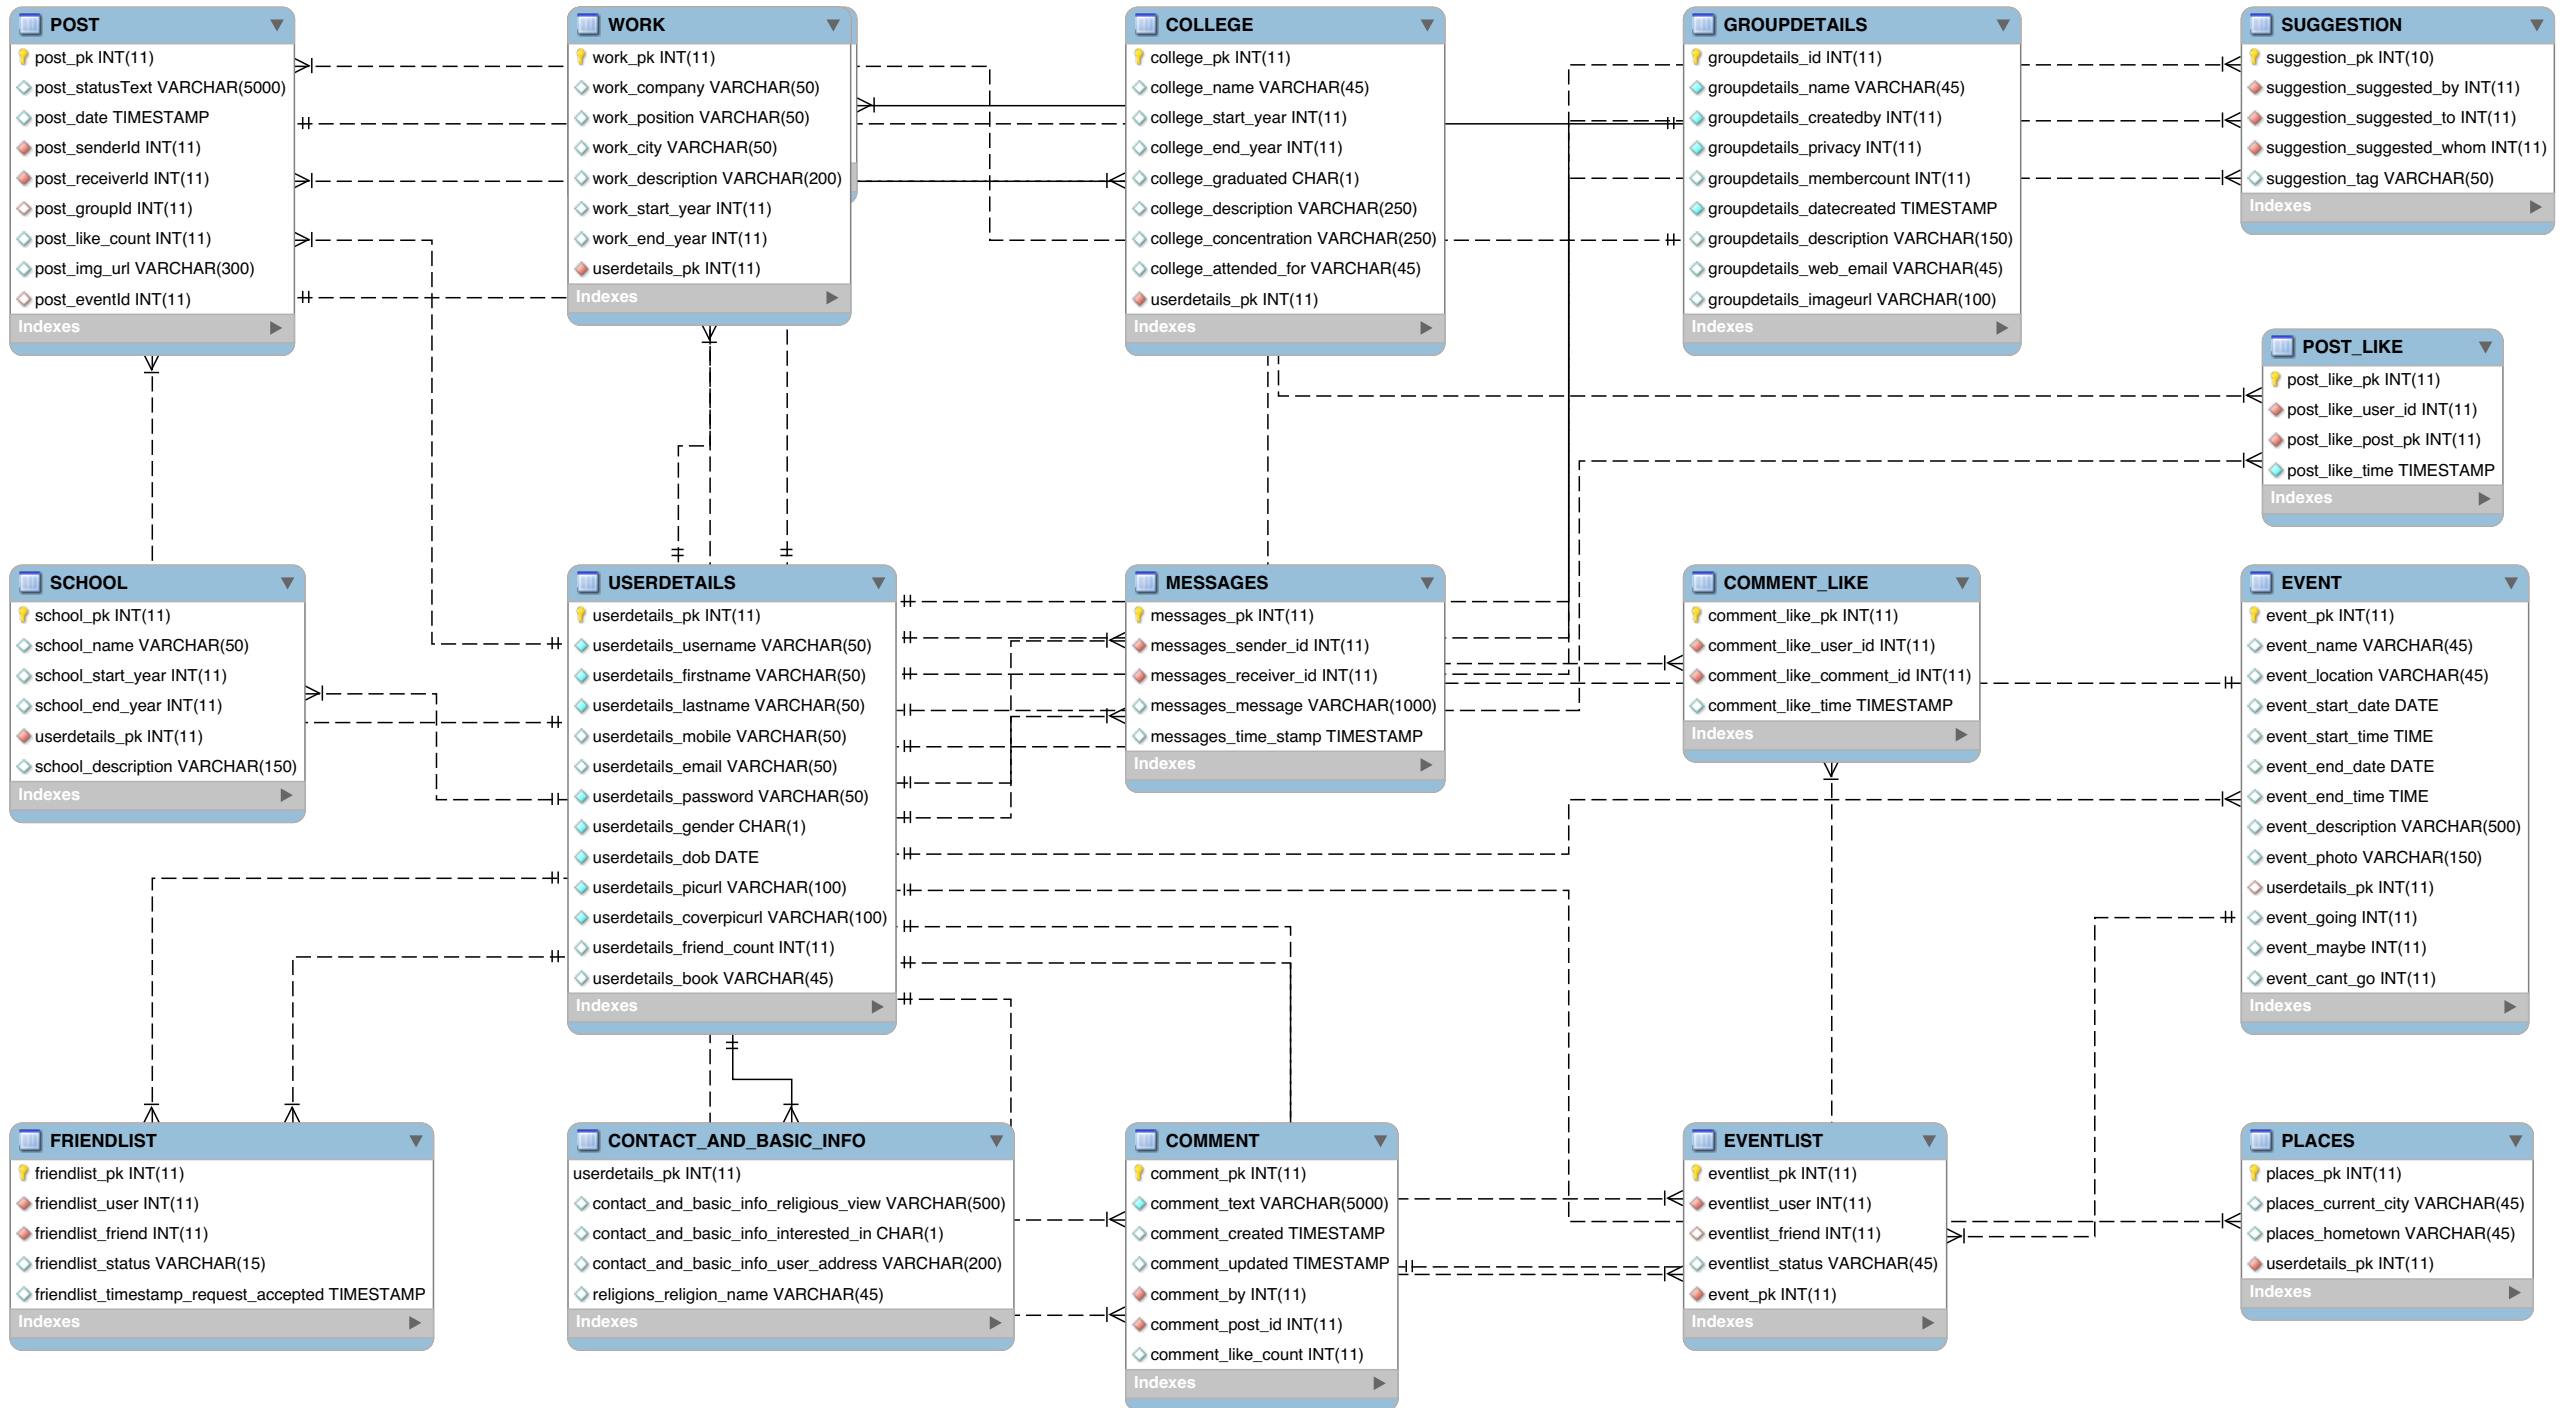 POST
post_pk INT(11)
post_statusText VARCHAR(5000)
post_date TIMESTAMP
post_senderId INT(11)
post_receiverId INT(11)
post_groupId INT(11)
post_like_count INT(11)
post_img_url VARCHAR(300)
post_eventId INT(11)
Indexes
WORK
work_pk INT(11)
work_company VARCHAR(50)
work_position VARCHAR(50)
work_city VARCHAR(50)
work_description VARCHAR(200)
work_start_year INT(11)
work_end_year INT(11)
userdetails_pk INT(11)
Indexes
COLLEGE
college_pk INT(11)
college_name VARCHAR(45)
college_start_year INT(11)
college_end_year INT(11)
college_graduated CHAR(1)
college_description VARCHAR(250)
college_concentration VARCHAR(250)
college_attended_for VARCHAR(45)
userdetails_pk INT(11)
Indexes
GROUPDETAILS
groupdetails_id INT(11)
groupdetails_name VARCHAR(45)
groupdetails_createdby INT(11)
groupdetails_privacy INT(11)
groupdetails_membercount INT(11)
groupdetails_datecreated TIMESTAMP
groupdetails_description VARCHAR(150)
groupdetails_web_email VARCHAR(45)
groupdetails_imageurl VARCHAR(100)
Indexes
SUGGESTION
suggestion_pk INT(10)
suggestion_suggested_by INT(11)
suggestion_suggested_to INT(11)
suggestion_suggested_whom INT(11)
suggestion_tag VARCHAR(50)
Indexes
POST_LIKE
post_like_pk INT(11)
post_like_user_id INT(11)
post_like_post_pk INT(11)
post_like_time TIMESTAMP
Indexes
SCHOOL
school_pk INT(11)
school_name VARCHAR(50)
school_start_year INT(11)
school_end_year INT(11)
userdetails_pk INT(11)
school_description VARCHAR(150)
Indexes
USERDETAILS
userdetails_pk INT(11)
userdetails_username VARCHAR(50)
userdetails_firstname VARCHAR(50)
userdetails_lastname VARCHAR(50)
userdetails_mobile VARCHAR(50)
userdetails_email VARCHAR(50)
userdetails_password VARCHAR(50)
userdetails_gender CHAR(1)
userdetails_dob DATE
userdetails_picurl VARCHAR(100)
userdetails_coverpicurl VARCHAR(100)
userdetails_friend_count INT(11)
userdetails_book VARCHAR(45)
Indexes
MESSAGES
messages_pk INT(11)
messages_sender_id INT(11)
messages_receiver_id INT(11)
messages_message VARCHAR(1000)
messages_time_stamp TIMESTAMP
Indexes
COMMENT_LIKE
comment_like_pk INT(11)
comment_like_user_id INT(11)
comment_like_comment_id INT(11)
comment_like_time TIMESTAMP
Indexes
EVENT
event_pk INT(11)
event_name VARCHAR(45)
event_location VARCHAR(45)
event_start_date DATE
event_start_time TIME
event_end_date DATE
event_end_time TIME
event_description VARCHAR(500)
event_photo VARCHAR(150)
userdetails_pk INT(11)
event_going INT(11)
event_maybe INT(11)
event_cant_go INT(11)
Indexes
FRIENDLIST
friendlist_pk INT(11)
friendlist_user INT(11)
friendlist_friend INT(11)
friendlist_status VARCHAR(15)
friendlist_timestamp_request_accepted TIMESTAMP
Indexes
CONTACT_AND_BASIC_INFO
userdetails_pk INT(11)
contact_and_basic_info_religious_view VARCHAR(500)
contact_and_basic_info_interested_in CHAR(1)
contact_and_basic_info_user_address VARCHAR(200)
religions_religion_name VARCHAR(45)
Indexes
COMMENT
comment_pk INT(11)
comment_text VARCHAR(5000)
comment_created TIMESTAMP
comment_updated TIMESTAMP
comment_by INT(11)
comment_post_id INT(11)
comment_like_count INT(11)
Indexes
EVENTLIST
eventlist_pk INT(11)
eventlist_user INT(11)
eventlist_friend INT(11)
eventlist_status VARCHAR(45)
event_pk INT(11)
Indexes
PLACES
places_pk INT(11)
places_current_city VARCHAR(45)
places_hometown VARCHAR(45)
userdetails_pk INT(11)
Indexes